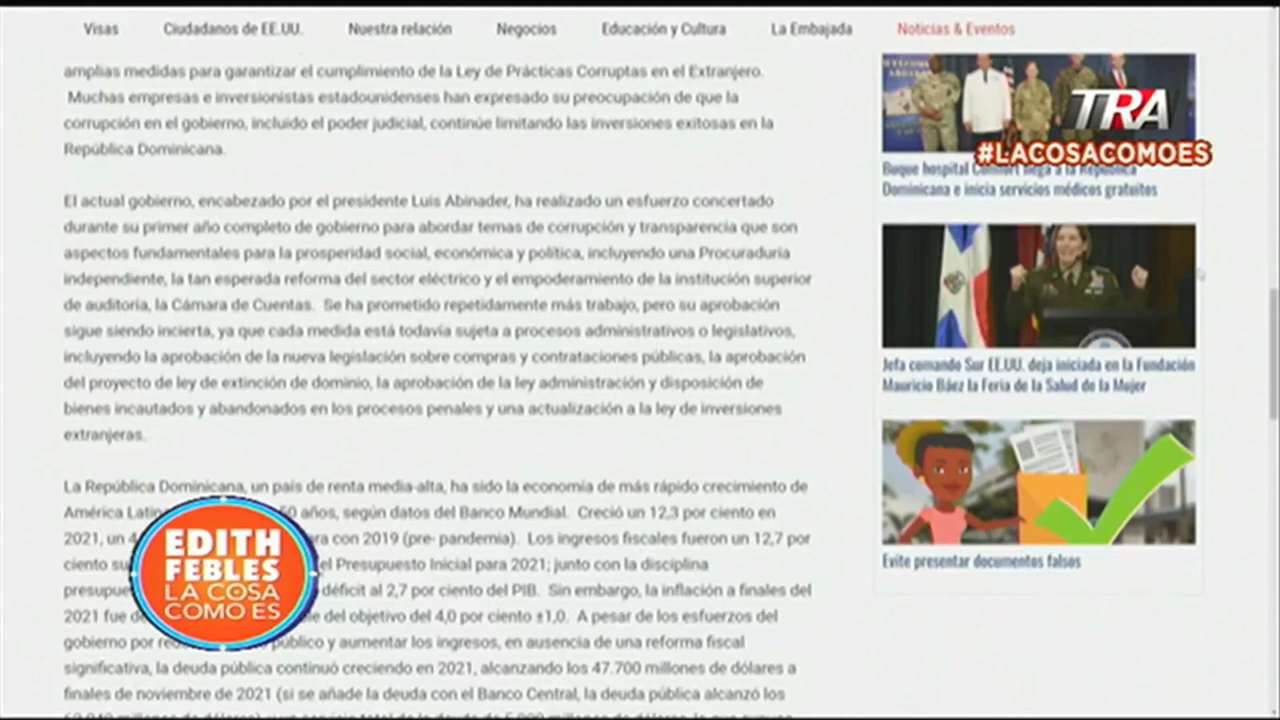 Visas Ciudadanos de EE.UU. Nuestra relación Negocios Educación y Cultura La Embajada Noticias & Eventos
amplias medidas para garantizar el cumplimiento de la Ley de Prácticas Corruptas en el Extranjero.
Muchas empresas e inversionistas estadounidenses han expresado su preocupación de que la
corrupción en el gobierno, incluido el poder judicial, continúe limitando las inversiones exitosas en la
República Dominicana.
El actual gobierno, encabezado por el presidente Luis Abinader, ha realizado un esfuerzo concertado
durante su primer año completo de gobierno para abordar temas de corrupción y transparencia que son
aspectos fundamentales para la prosperidad social, económica y política, incluyendo una Procuraduría
independiente, la tan esperada reforma del sector eléctrico y el empoderamiento de la institución superior
de auditoría, la Cámara de Cuentas. Se ha prometido repetidamente más trabajo, pero su aprobación
sigue siendo incierta, ya que cada medida está todavía sujeta a procesos administrativos o legislativos,
incluyendo la aprobación de la nueva legislación sobre compras y contrataciones públicas, la aprobación
del proyecto de ley de extinción de dominio, la aprobación de la ley administración y disposición de
bienes incautados y abandonados en los procesos penales y una actualización a la ley de inversiones
extranjeras.
La República Dominicana, un país de renta media-alta, ha sido la economía de más rápido crecimiento de
América 50 años, según datos del Banco Mundial. Creció un 12,3 por ciento en
2021, un con 2019 (pre- pandemia). Los ingresos fiscales fueron un 12,7 por
ciento el Presupuesto Inicial para 2021; junto con la disciplina
déficit al 2,7 por ciento del PIB. Sin embargo, la inflación a finales del
2021 fue del objetivo del 4,0 por ciento ±1,0. A pesar de los esfuerzos del
gobierno por público y aumentar los ingresos, en ausencia de una reforma fiscal
significativa, la deuda pública continuó creciendo en 2021, alcanzando los 47.700 millones de dólares a
finales de noviembre de 2021 (si se añade la deuda con el Banco Central, la deuda pública alcanzó los
TRA
#LACOSACOMOES
Buque hospital Comfort llega a la República
Dominicana e inicia servicios médicos gratuitos
Jefa comando Sur EE.UU. deja iniciada en la Fundación
Mauricio Báez la Feria de la Salud de la Mujer
Evite presentar documentos falsos
EDITH
FEBLES
LA COSA
COMO ES